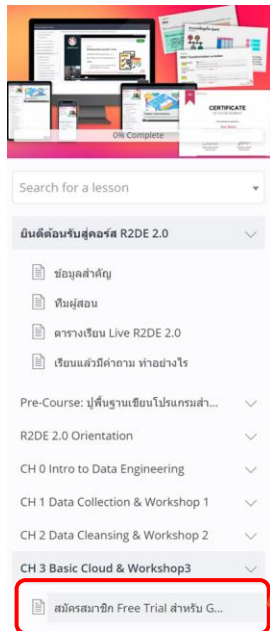 CERTIFICATE
0% Complete
Search for a lesson
ยินดีต้อนรับสู่คอร์ส R2DE 2.0
ข้อมูลสำคัญ
ทีมผู้สอน
ตารางเรียน Live R2DE 2.0
เรียนแล้วมีคำถาม ทำอย่างไร
Pre-Course: ปูพื้นฐานเขียนโปรแกรมสำ...
R2DE 2.0 Orientation
CH 0 Intro to Data Engineering
CH 1 Data Collection & Workshop 1
CH 2 Data Cleansing & Workshop 2
CH 3 Basic Cloud & Workshop3
สมัครสมาชิก Free Trial สำหรับ G...